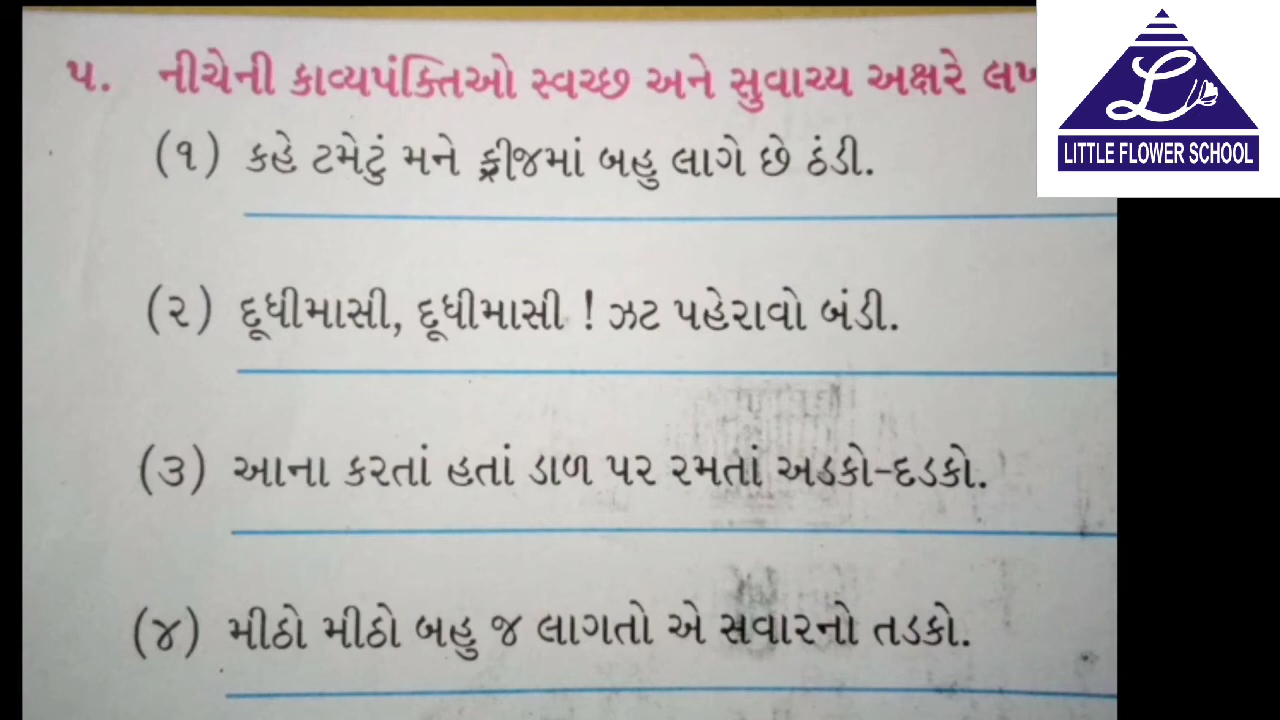 ૫. નીચેની કાવ્યપંક્તિઓ સ્વચ્છ અને સુવાચ્ય અક્ષરે
(૧) કહે ટમેટું મને ફ્રીજમાં બહુ લાગે છે ઠંડી.
(૨) દૂધીમાસી, દૂધીમાસી ! ઝટ પહેરાવો બંડી.
(૩) આના કરતાં હતાં ડાળ પર રમતાં અડકો-દડકો.
(૪) મીઠો મીઠો બહુ જ લાગતો એ સવારનો તડકો.
LITTLE FLOWER SCHOOL